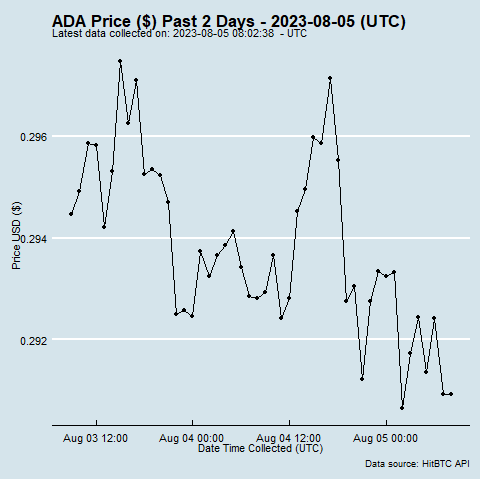 ADA Price ($) Past 2 Days - 2023-08-05 (UTC)
Latest data collected on: 2023-08-05 08:02:38 - UTC
0.296
0.294
0.292
Price USD ($)
Aug 03 12:00 Aug 04 00:00 Aug 04 12:00 Aug 05 00:00
Date Time Collected (UTC)
Data source: HitBTC API